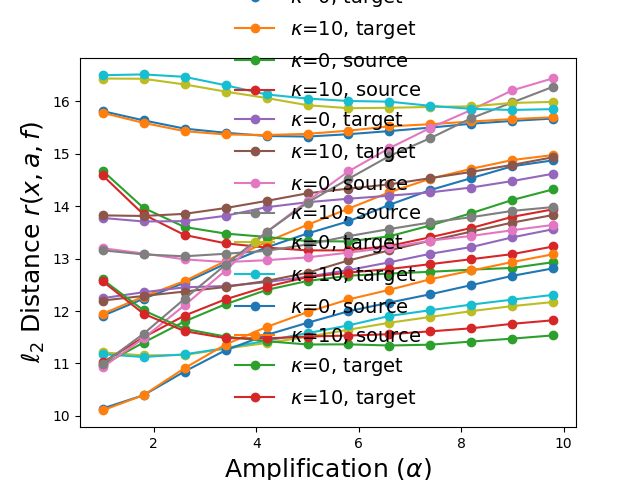 κ=0, target
κ=10, target
κ=0, source
κ=10, source
κ=0, target
κ=10, target
κ=0, source
κ=10, source
κ=0, target
κ=10, target
κ=0, source
κ=10, source
κ=0, target
κ=10, target
16
15
14
13
12
11
10
ℓ₂ Distance r(x, a, f)
2 4 6 8 10
Amplification (α)